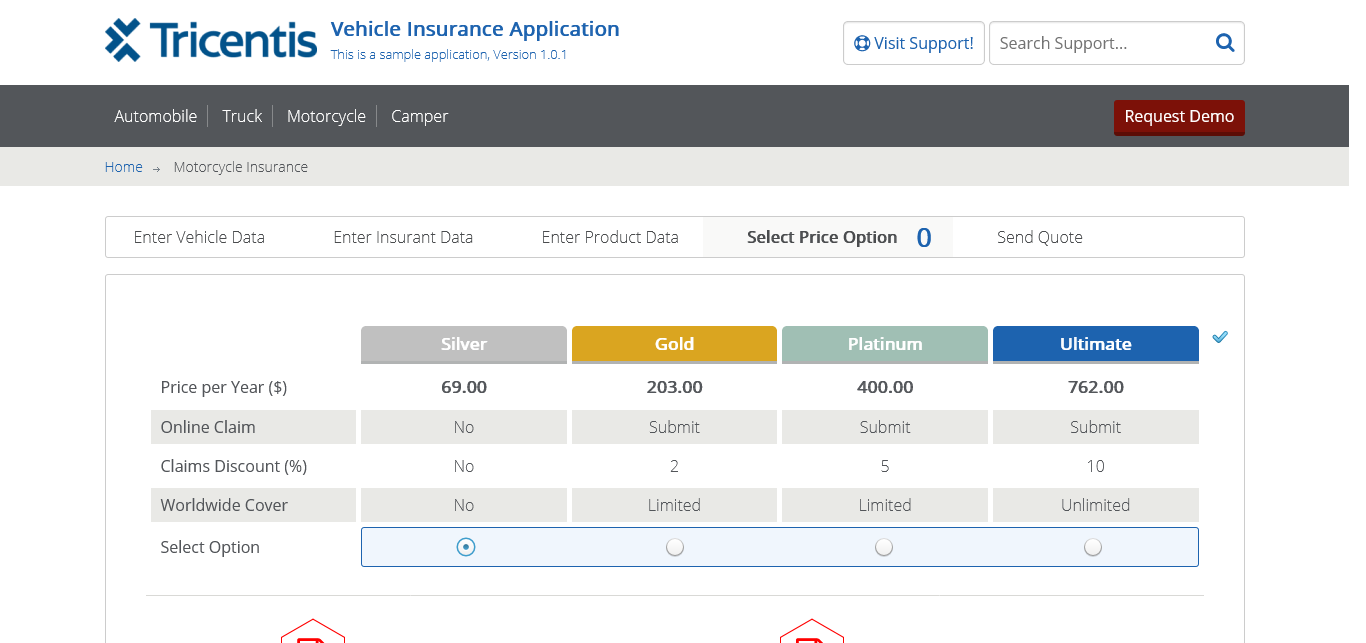 Tricentis
Vehicle Insurance Application
This is a sample application, Version 1.0.1
Visit Support!
Search Support...
Automobile
Truck
Motorcycle
Camper
Request Demo
Home → Motorcycle Insurance
Enter Vehicle Data
Enter Insurant Data
Enter Product Data
Select Price Option 0
Send Quote
Silver Gold Platinum Ultimate
Price per Year ($) 69.00 203.00 400.00 762.00
Online Claim No Submit Submit Submit
Claims Discount (%) No 2 5 10
Worldwide Cover No Limited Limited Unlimited
Select Option